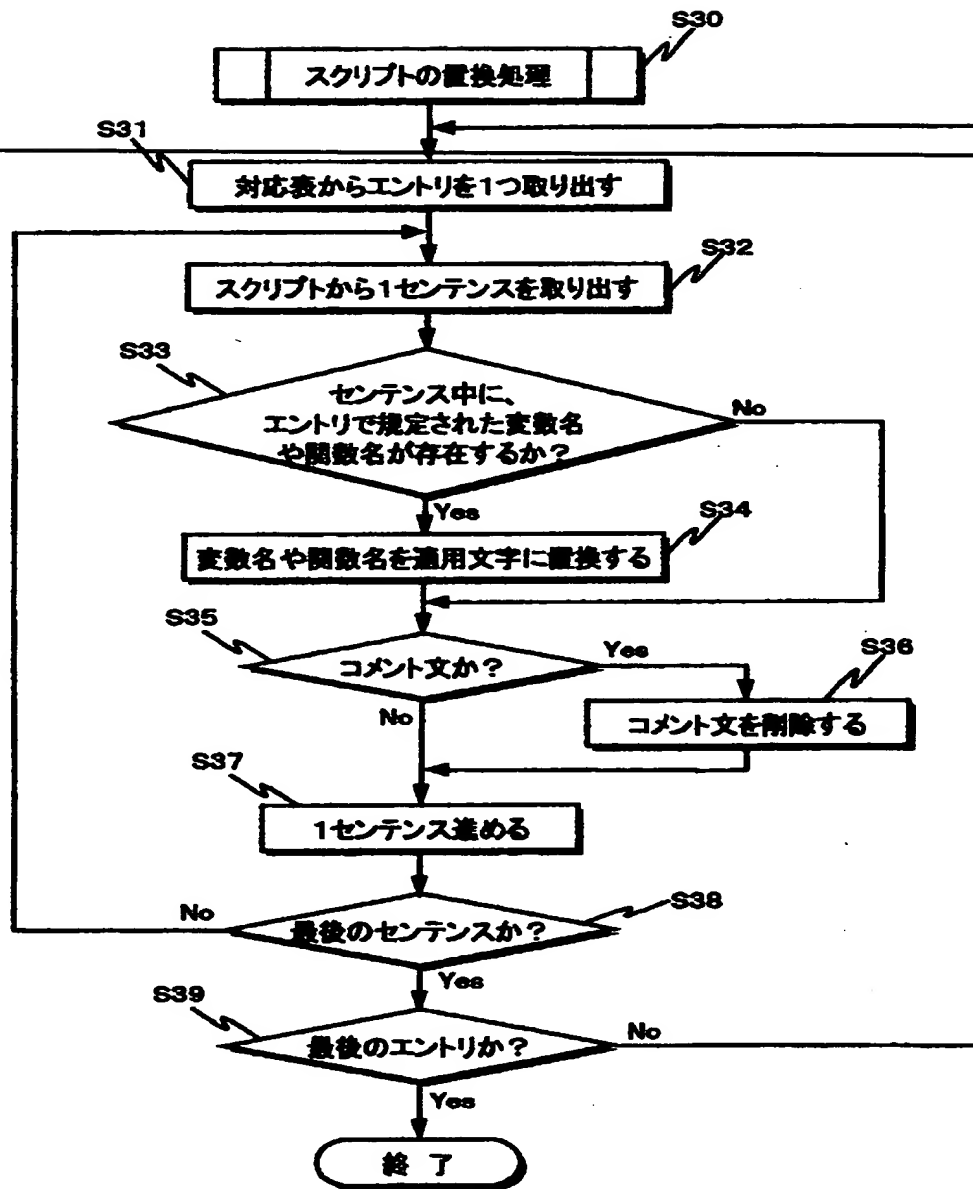 S30
スクリプトの置換処理
S31
対応表からエントリを1つ取り出す
S32
スクリプトから1センテンスを取り出す
S33
センテンス中に、
エントリで規定された変数名
や関数名が存在するか？
No
Yes
S34
変数名や関数名を適用文字に置換する
S35
コメント文か？
Yes
S36
No
コメント文を削除する
S37
1センテンス進める
No
S38
最後のセンテンスか？
Yes
S39
No
最後のエントリか？
Yes
終 了